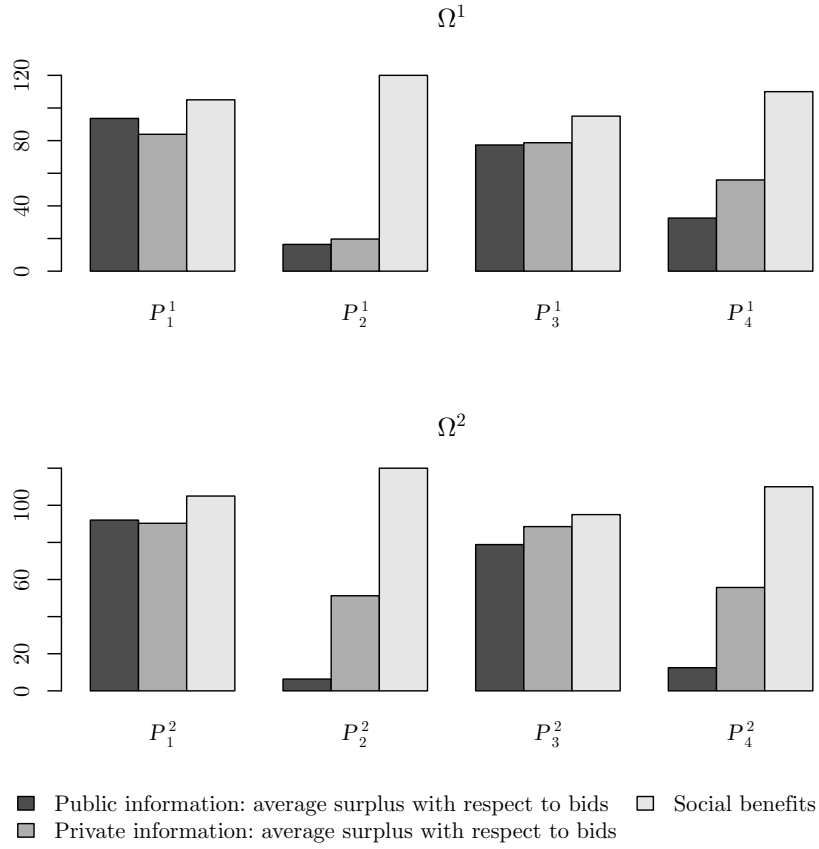 Ω¹
120
80
40
0
P₁¹ P₂¹ P₃¹ P₄¹
Ω²
100
60
20
0
P₁² P₂² P₃² P₄²
Public information: average surplus with respect to bids Social benefits
Private information: average surplus with respect to bids